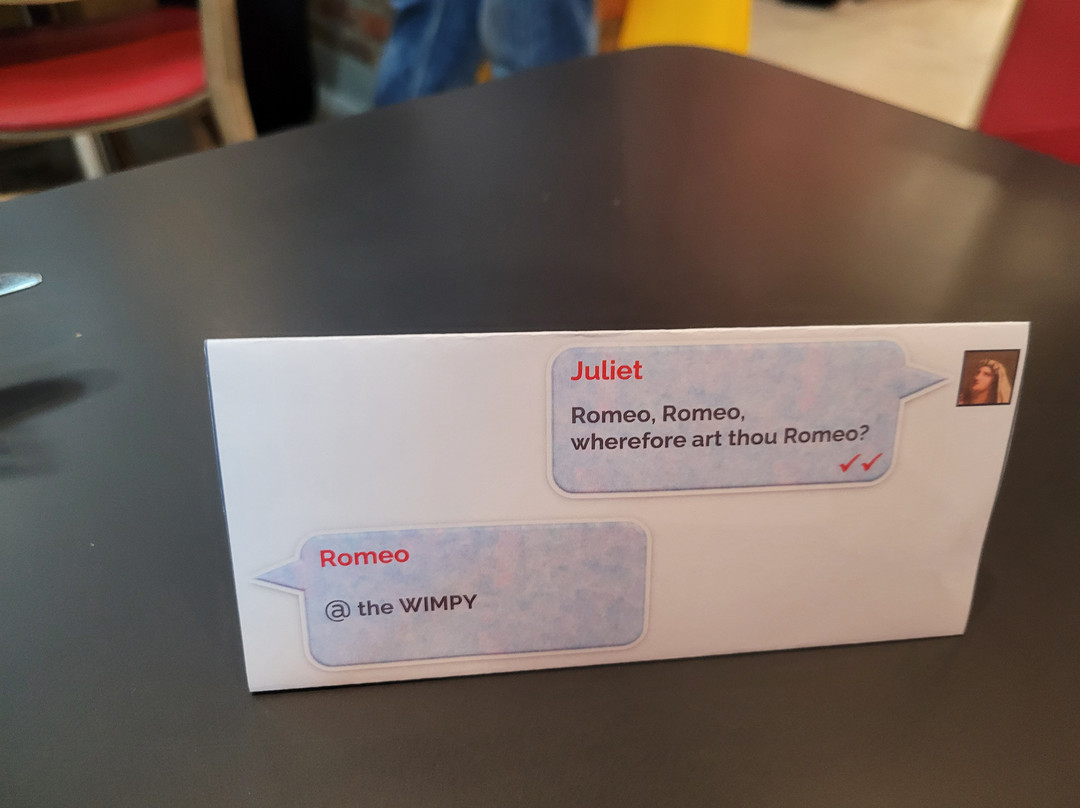 Juliet
Romeo, Romeo,
wherefore art thou Romeo?
Romeo
@ the WIMPY